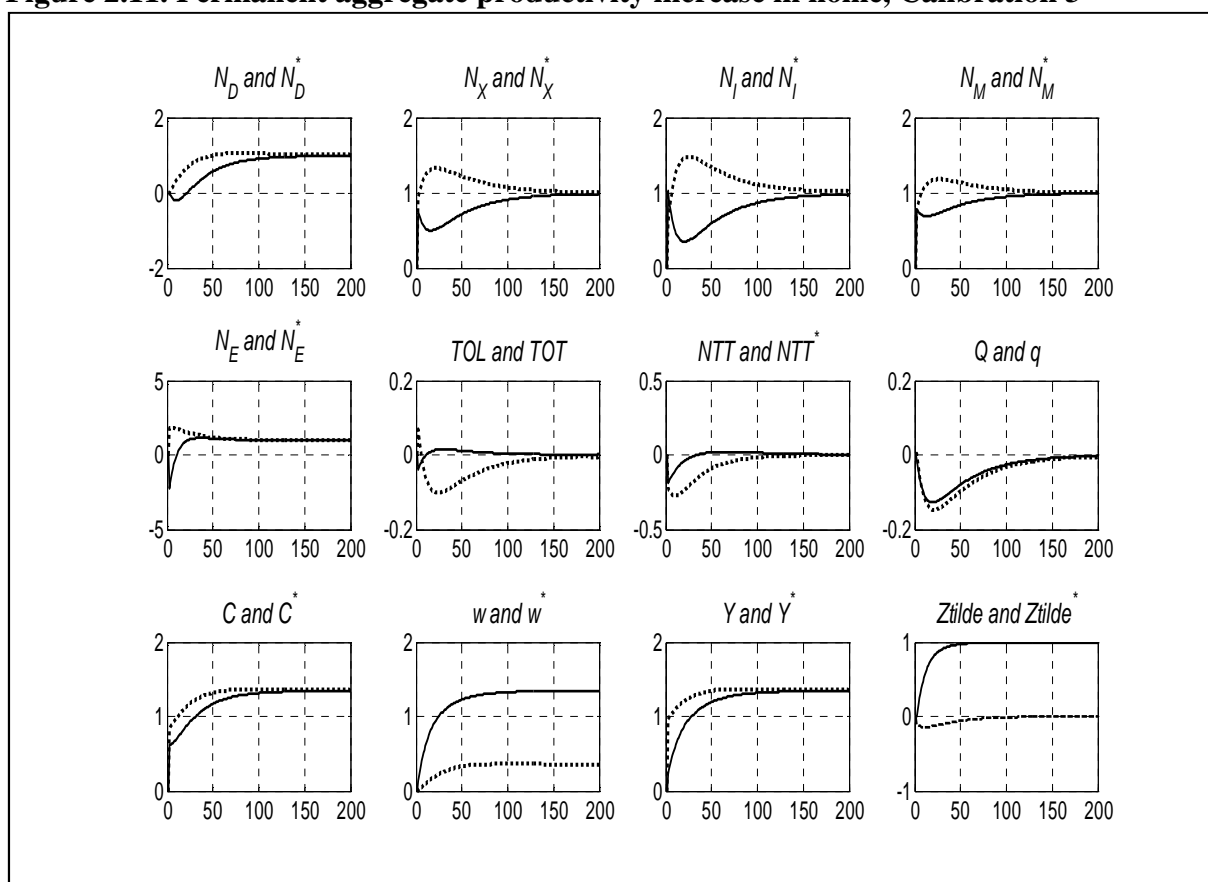 Figure 2.11. Permanent aggregate productivity increase in home, Calibration
N_D and N_D^*
2
0
-2
0 50 100 150 200
N_X and N_X^*
2
1
0
0 50 100 150 200
N_I and N_I^*
2
1
0
0 50 100 150 200
N_M and N_M^*
2
1
0
0 50 100 150 200
N_E and N_E^*
5
0
-5
0 50 100 150 200
TOL and TOT
0.2
0
-0.2
0 50 100 150 200
NTT and NTT^*
0.5
0
-0.5
0 50 100 150 200
Q and q
0.2
0
-0.2
0 50 100 150 200
C and C^*
2
1
0
0 50 100 150 200
w and w^*
2
1
0
0 50 100 150 200
Y and Y^*
2
1
0
0 50 100 150 200
Ztilde and Ztilde^*
1
0
-1
0 50 100 150 200